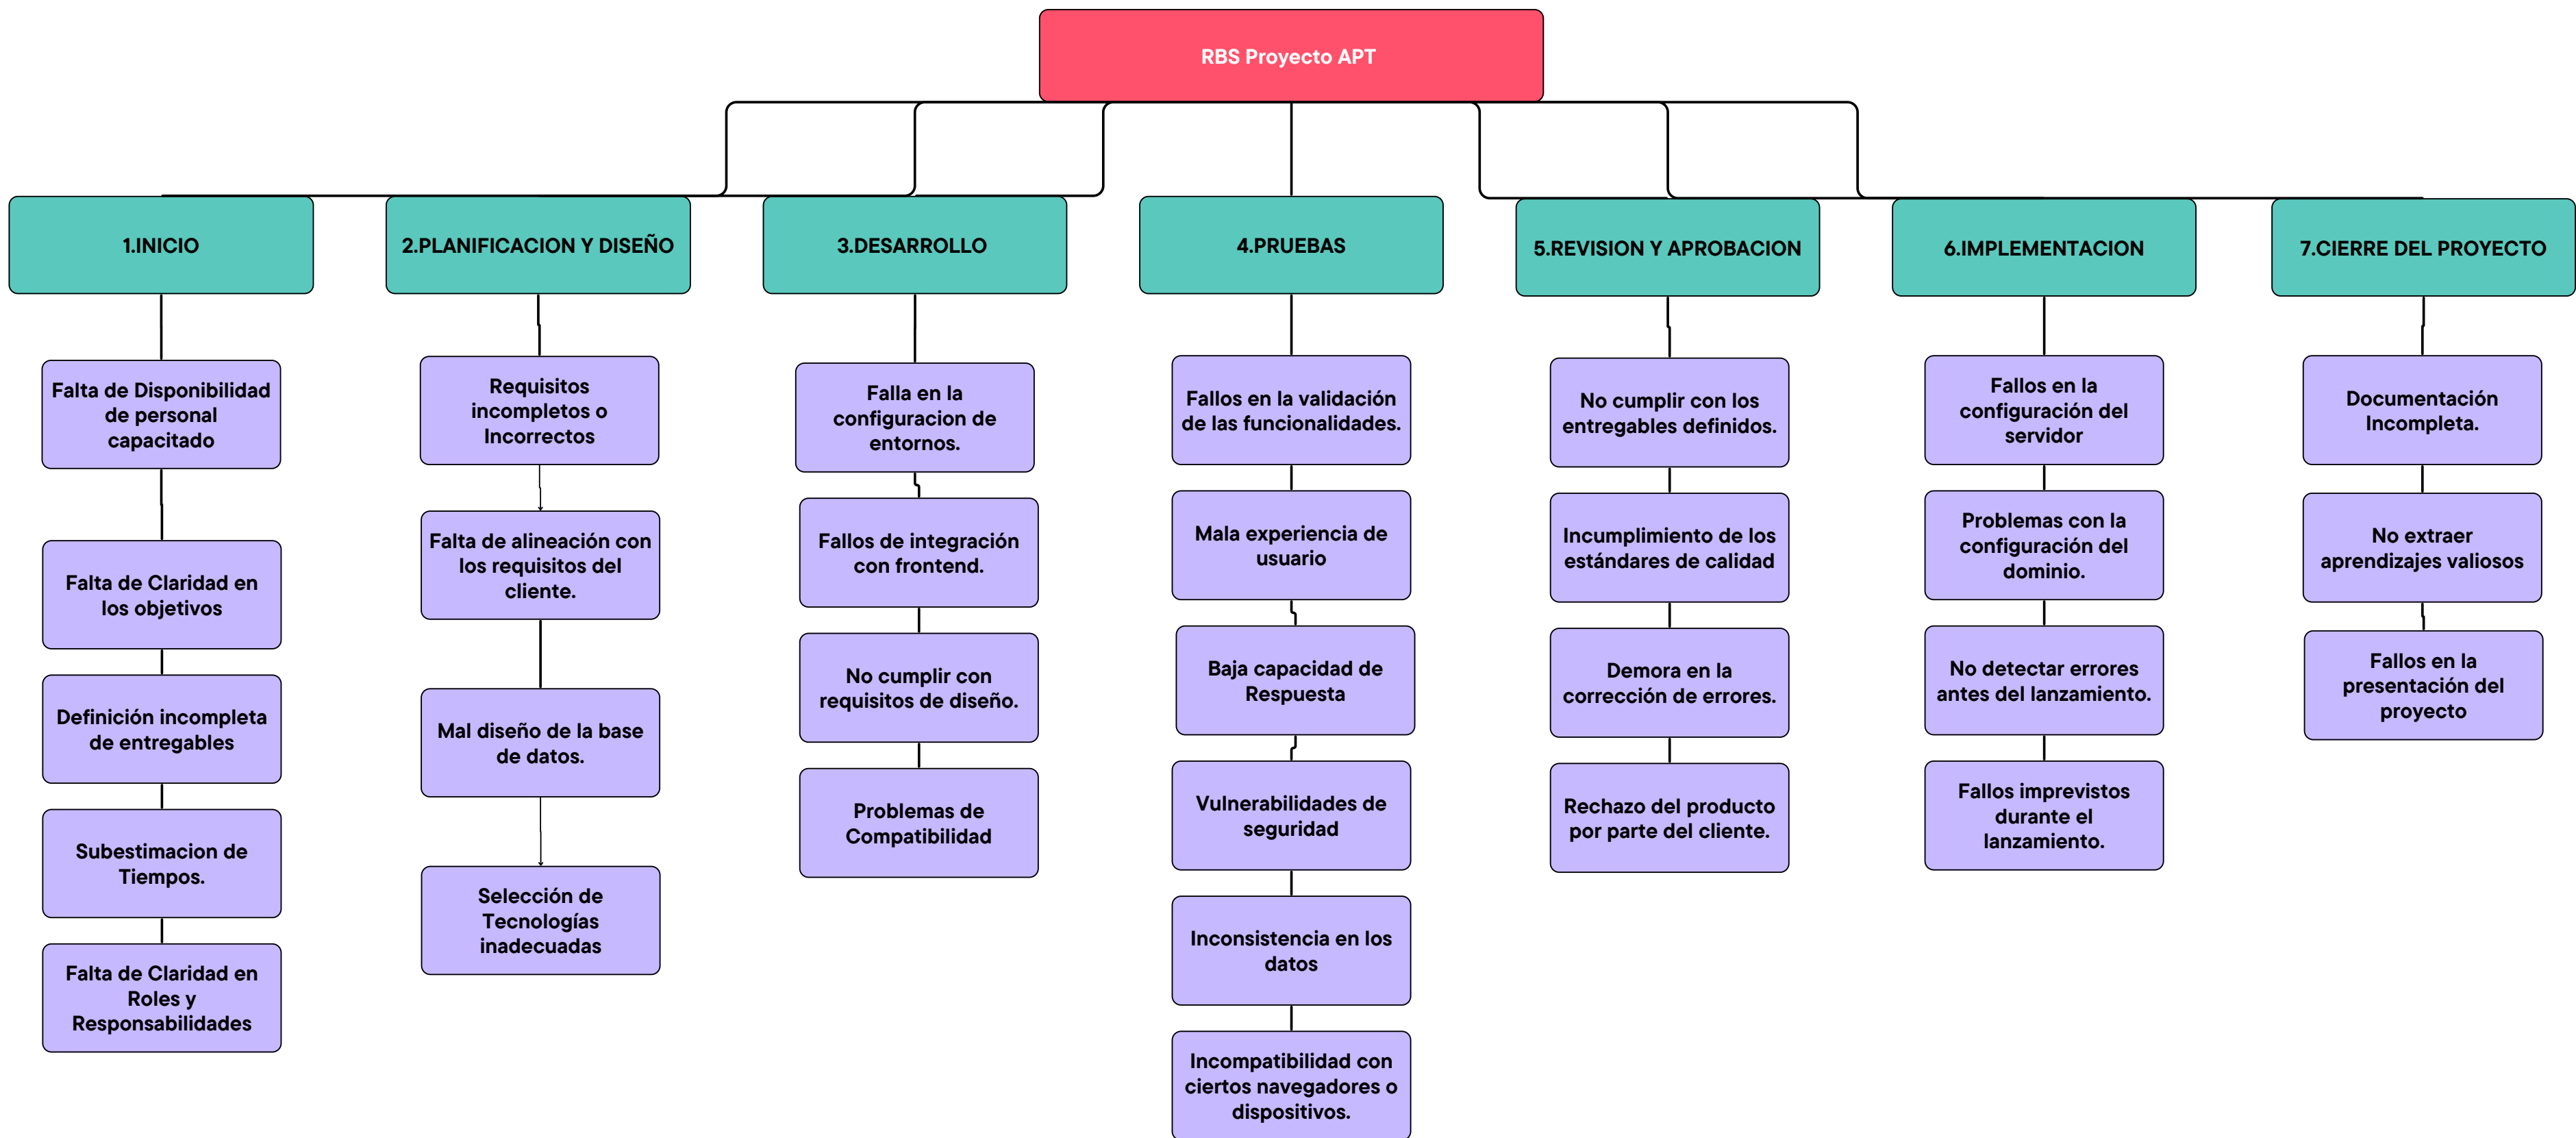 RBS Proyecto APT
1.INICIO
Falta de Disponibilidad
de personal
capacitado
Falta de Claridad en
los objetivos
Definición incompleta
de entregables
Subestimacion de
Tiempos.
Falta de Claridad en
Roles y
Responsabilidades
2.PLANIFICACION Y DISEÑO
Requisitos
incompletos o
Incorrectos
Falta de alineación con
los requisitos del
cliente.
Mal diseño de la base
de datos.
Selección de
Tecnologías
inadecuadas
3.DESARROLLO
Falla en la
configuracion de
entornos.
Fallos de integración
con frontend.
No cumplir con
requisitos de diseño.
Problemas de
Compatibilidad
4.PRUEBAS
Fallos en la validación
de las funcionalidades.
Mala experiencia de
usuario
Baja capacidad de
Respuesta
Vulnerabilidades de
seguridad
Inconsistencia en los
datos
Incompatibilidad con
ciertos navegadores o
dispositivos.
5.REVISION Y APROBACION
No cumplir con los
entregables definidos.
Incumplimiento de los
estándares de calidad
Demora en la
corrección de errores.
Rechazo del producto
por parte del cliente.
6.IMPLEMENTACION
Fallos en la
configuración del
servidor
Problemas con la
configuración del
dominio.
No detectar errores
antes del lanzamiento.
Fallos imprevistos
durante el
lanzamiento.
7.CIERRE DEL PROYECTO
Documentación
Incompleta.
No extraer
aprendizajes valiosos
Fallos en la
presentación del
proyecto